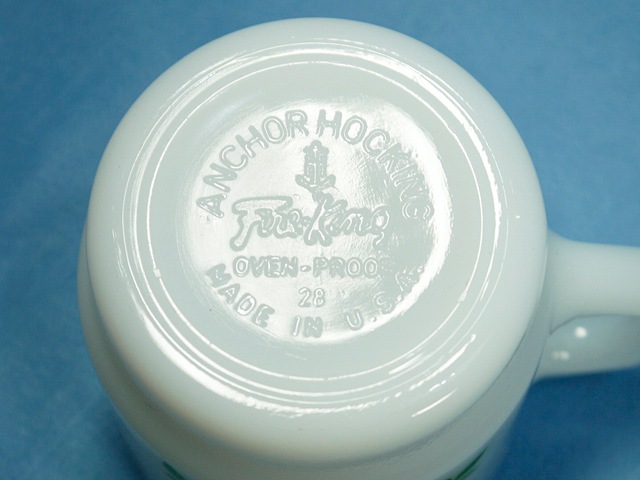 ANCHOR HOCKING
Fire-King
OVEN-PROOF
28
MADE IN U.S.A.